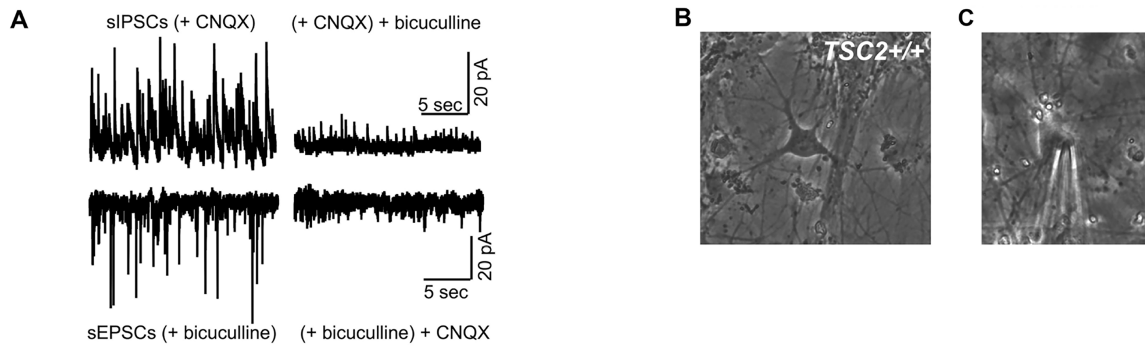 A
sIPSCs (+ CNQX)
(+ CNQX) + bicuculline
5 sec
20 pA
20 pA
5 sec
sEPSCs (+ bicuculline)
(+ bicuculline) + CNQX
B
TSC2+/+
C